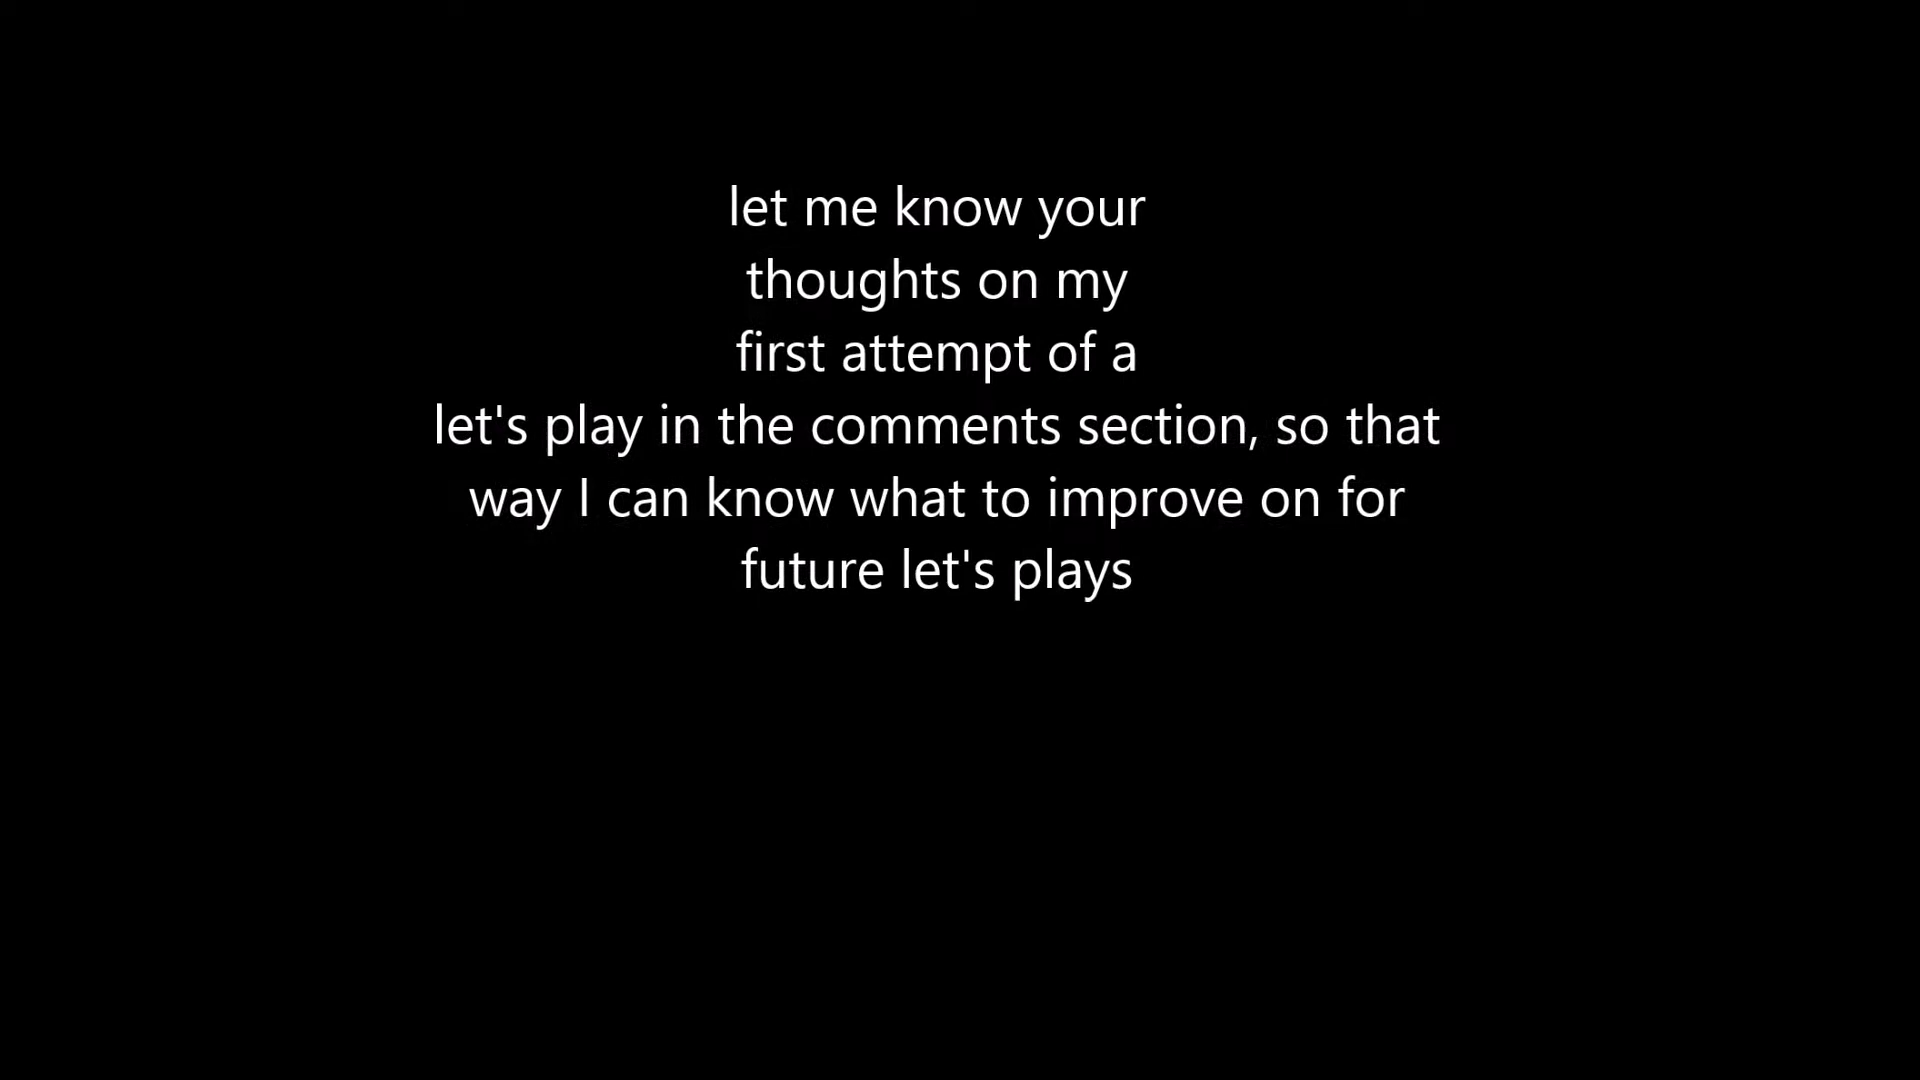 let me know your
thoughts on my
first attempt of a
let's play in the comments section, so that
way I can know what to improve on for
future let's plays